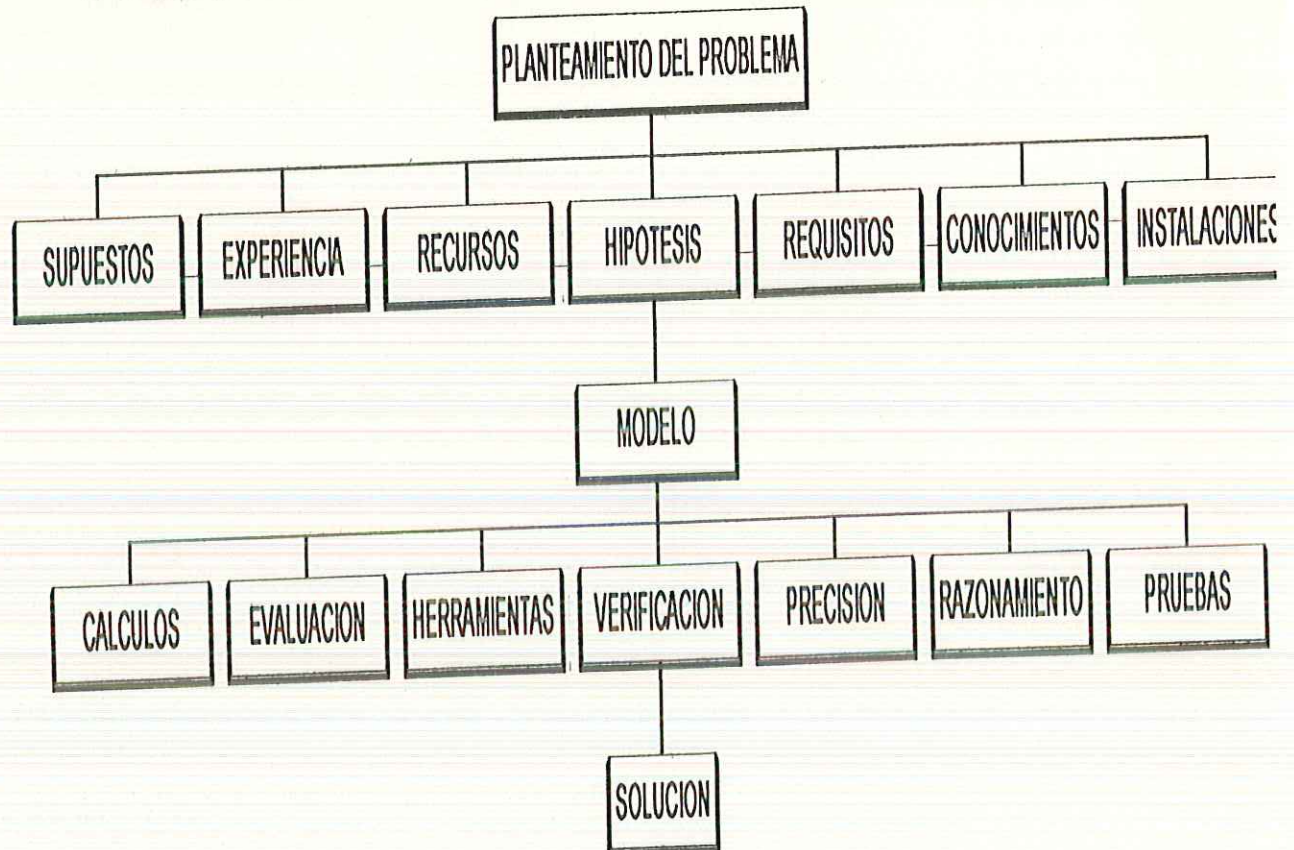 PLANTEAMIENTO DEL PROBLEMA
SUPUESTOS EXPERIENCIA RECURSOS HIPOTESIS REQUISITOS CONOCIMIENTOS INSTALACIONES
MODELO
CALCULOS EVALUACION HERRAMIENTAS VERIFICACION PRECISION RAZONAMIENTO PRUEBAS
SOLUCION